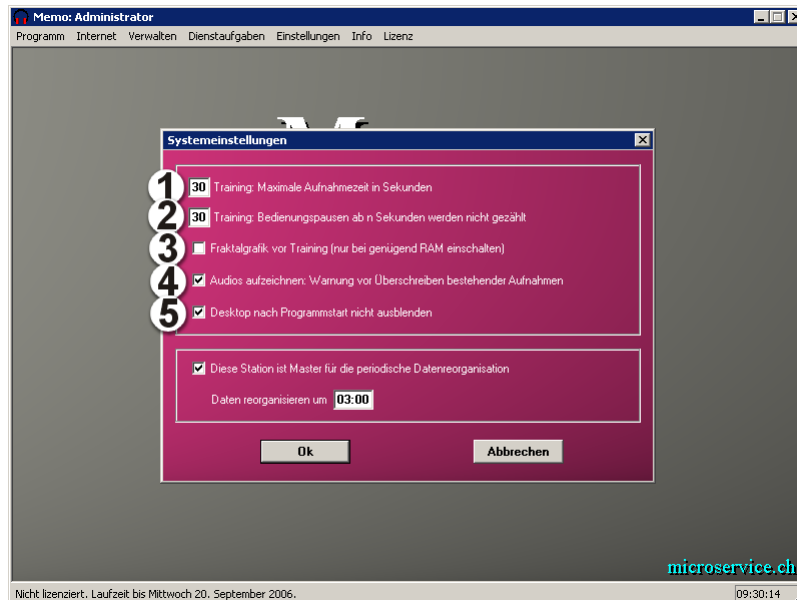 Memo: Administrator
Programm Internet Verwalten Dienstaufgaben Einstellungen Info Lizenz
M
Systemeinstellungen
1 30 Training: Maximale Aufnahmezeit in Sekunden
2 30 Training: Bedienungspausen ab n Sekunden werden nicht gezählt
3 Fraktalgrafik vor Training (nur bei genügend RAM einschalten)
4 Audios aufzeichnen: Warnung vor Überschreiben bestehender Aufnahmen
5 Desktop nach Programmstart nicht ausblenden
Diese Station ist Master für die periodische Datenreorganisation
Daten reorganisieren um 03:00
Ok Abbrechen
microservice.ch
Nicht lizenziert. Laufzeit bis Mittwoch 20. September 2006. 09:30:14